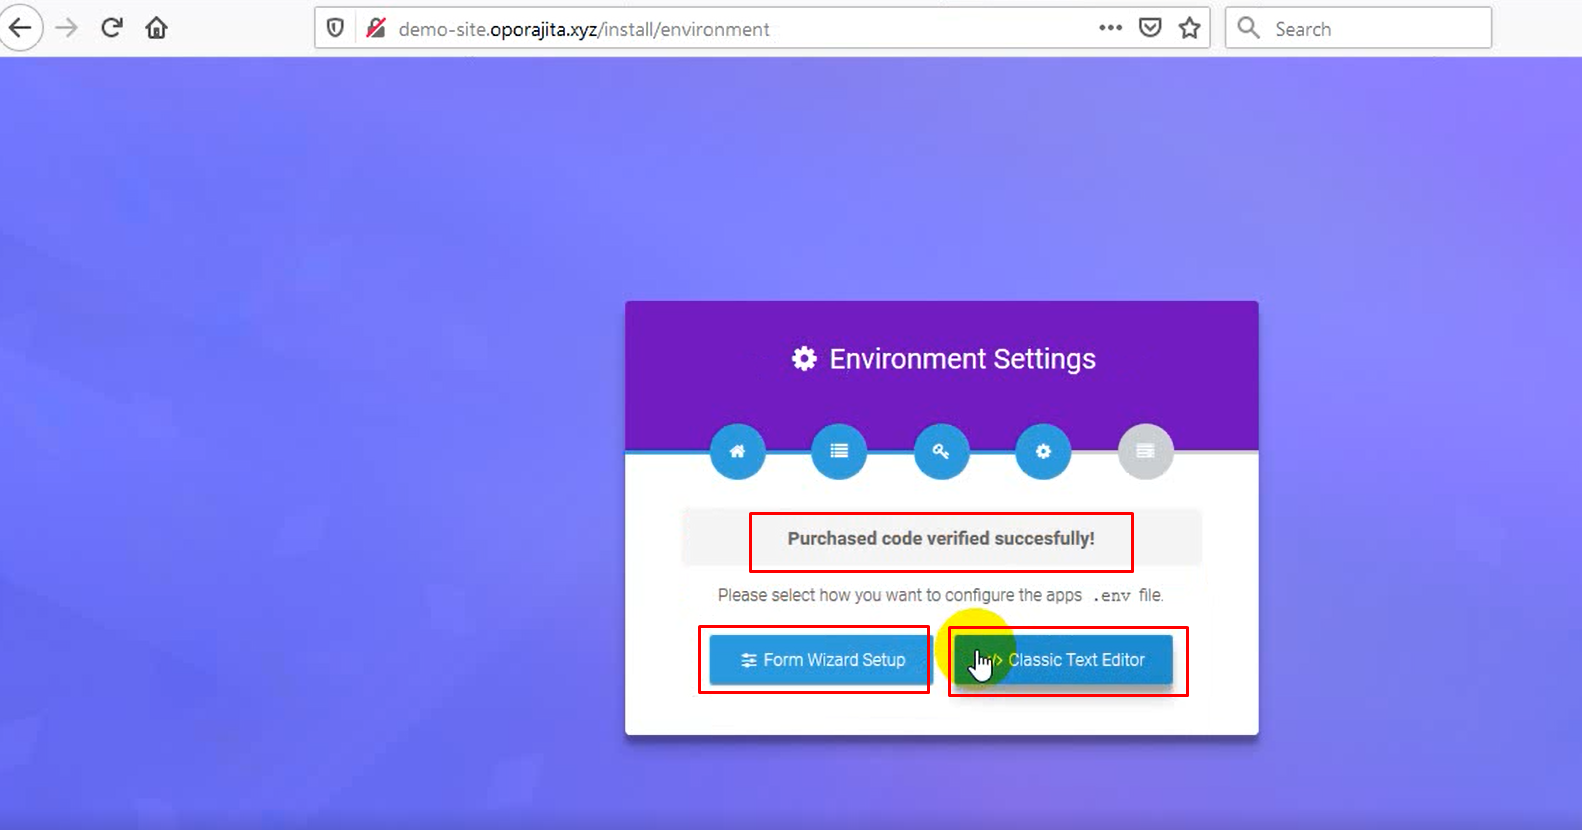 demo-site.oporajita.xyz/install/environment
Search
Environment Settings
Purchased code verified succesfully!
Please select how you want to configure the apps .env file.
Form Wizard Setup
Classic Text Editor